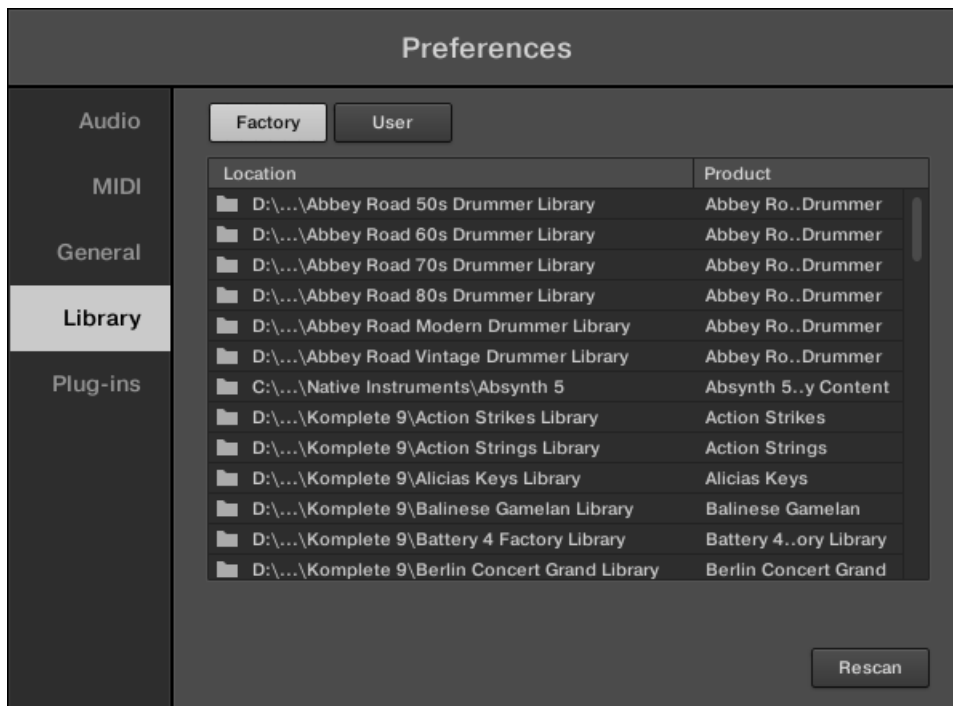 Preferences
Audio
MIDI
General
Library
Plug-ins
Factory User
Location Product
D:\...\Abbey Road 50s Drummer Library Abbey Ro..Drummer
D:\...\Abbey Road 60s Drummer Library Abbey Ro..Drummer
D:\...\Abbey Road 70s Drummer Library Abbey Ro..Drummer
D:\...\Abbey Road 80s Drummer Library Abbey Ro..Drummer
D:\...\Abbey Road Modern Drummer Library Abbey Ro..Drummer
D:\...\Abbey Road Vintage Drummer Library Abbey Ro..Drummer
C:\...\Native Instruments\Absynth 5 Absynth 5..y Content
D:\...\Komplete 9\Action Strikes Library Action Strikes
D:\...\Komplete 9\Action Strings Library Action Strings
D:\...\Komplete 9\Alicias Keys Library Alicias Keys
D:\...\Komplete 9\Balinese Gamelan Library Balinese Gamelan
D:\...\Komplete 9\Battery 4 Factory Library Battery 4..ory Library
D:\...\Komplete 9\Berlin Concert Grand Library Berlin Concert Grand
Rescan